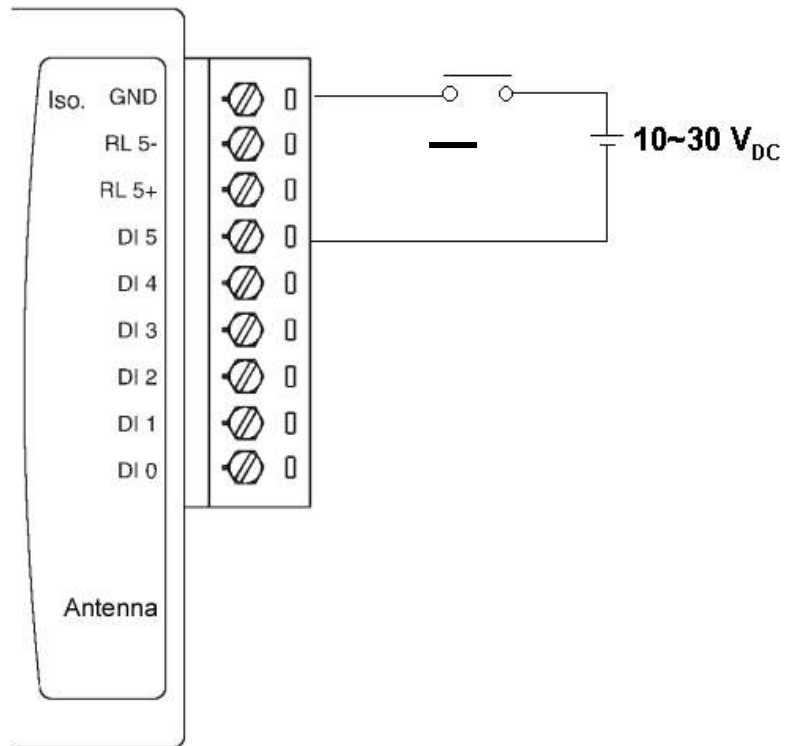 Iso. GND
RL 5-
RL 5+
DI 5
DI 4
DI 3
DI 2
DI 1
DI 0
Antenna
10~30 VDC